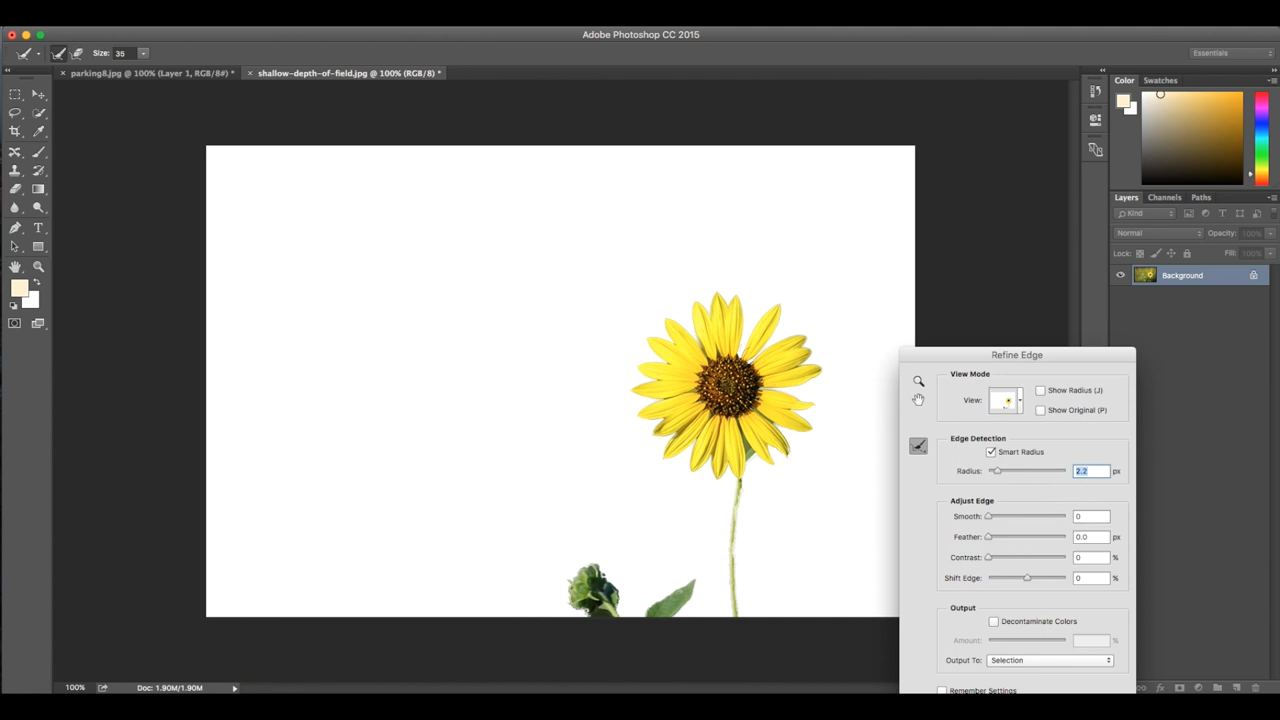 Adobe Photoshop CC 2015
Size: 35
Essentials
parking8.jpg @ 100% (Layer 1, RGB/8#) *
shallow-depth-of-field.jpg @ 100% (RGB/8) *
Color Swatches
Layers Channels Paths
Kind
Normal Opacity: 100%
Lock: Fill: 100%
Background
Refine Edge
View Mode
View: Show Radius (J)
Show Original (P)
Edge Detection
Smart Radius
Radius: 2.2 px
Adjust Edge
Smooth: 0
Feather: 0.0 px
Contrast: 0 %
Shift Edge: 0 %
Output
Decontaminate Colors
Amount: %
Output To: Selection
Remember Settings
100% Doc: 1.90M/1.90M
fx